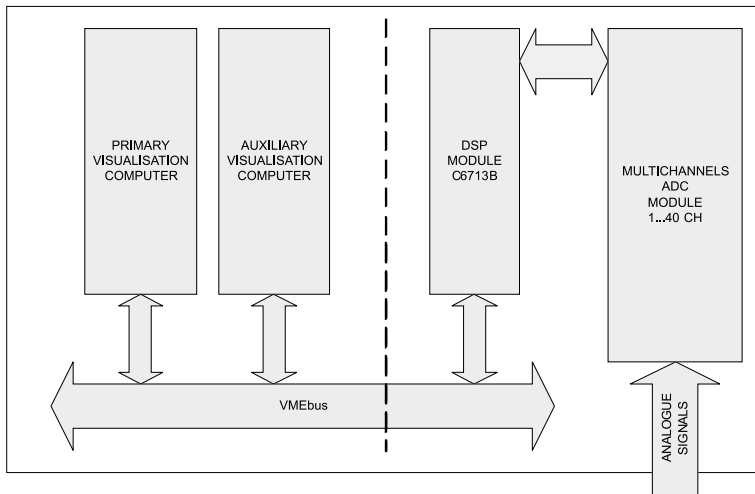 PRIMARY
VISUALISATION
COMPUTER
AUXILIARY
VISUALISATION
COMPUTER
DSP
MODULE
C6713B
MULTICHANNELS
ADC
MODULE
1...40 CH
VMEbus
ANALOGUE
SIGNALS